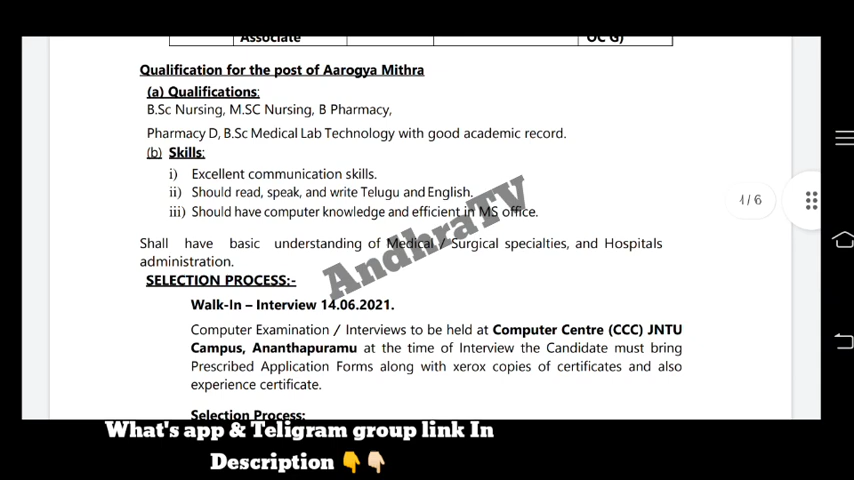 Associate
OC G)
Qualification for the post of Aarogya Mithra
(a) Qualifications:
B.Sc Nursing, M.SC Nursing, B Pharmacy,
Pharmacy D, B.Sc Medical Lab Technology with good academic record.
(b) Skills:
i) Excellent communication skills.
ii) Should read, speak, and write Telugu and English.
iii) Should have computer knowledge and efficient in MS office.
1/6
Shall have basic understanding of Medical / Surgical specialties, and Hospitals
administration.
AndhraTV
SELECTION PROCESS:-
Walk-In – Interview 14.06.2021.
Computer Examination / Interviews to be held at Computer Centre (CCC) JNTU
Campus, Ananthapuramu at the time of Interview the Candidate must bring
Prescribed Application Forms along with xerox copies of certificates and also
experience certificate.
Selection Process:
What's app & Teligram group link In
Description 👇👇🏻